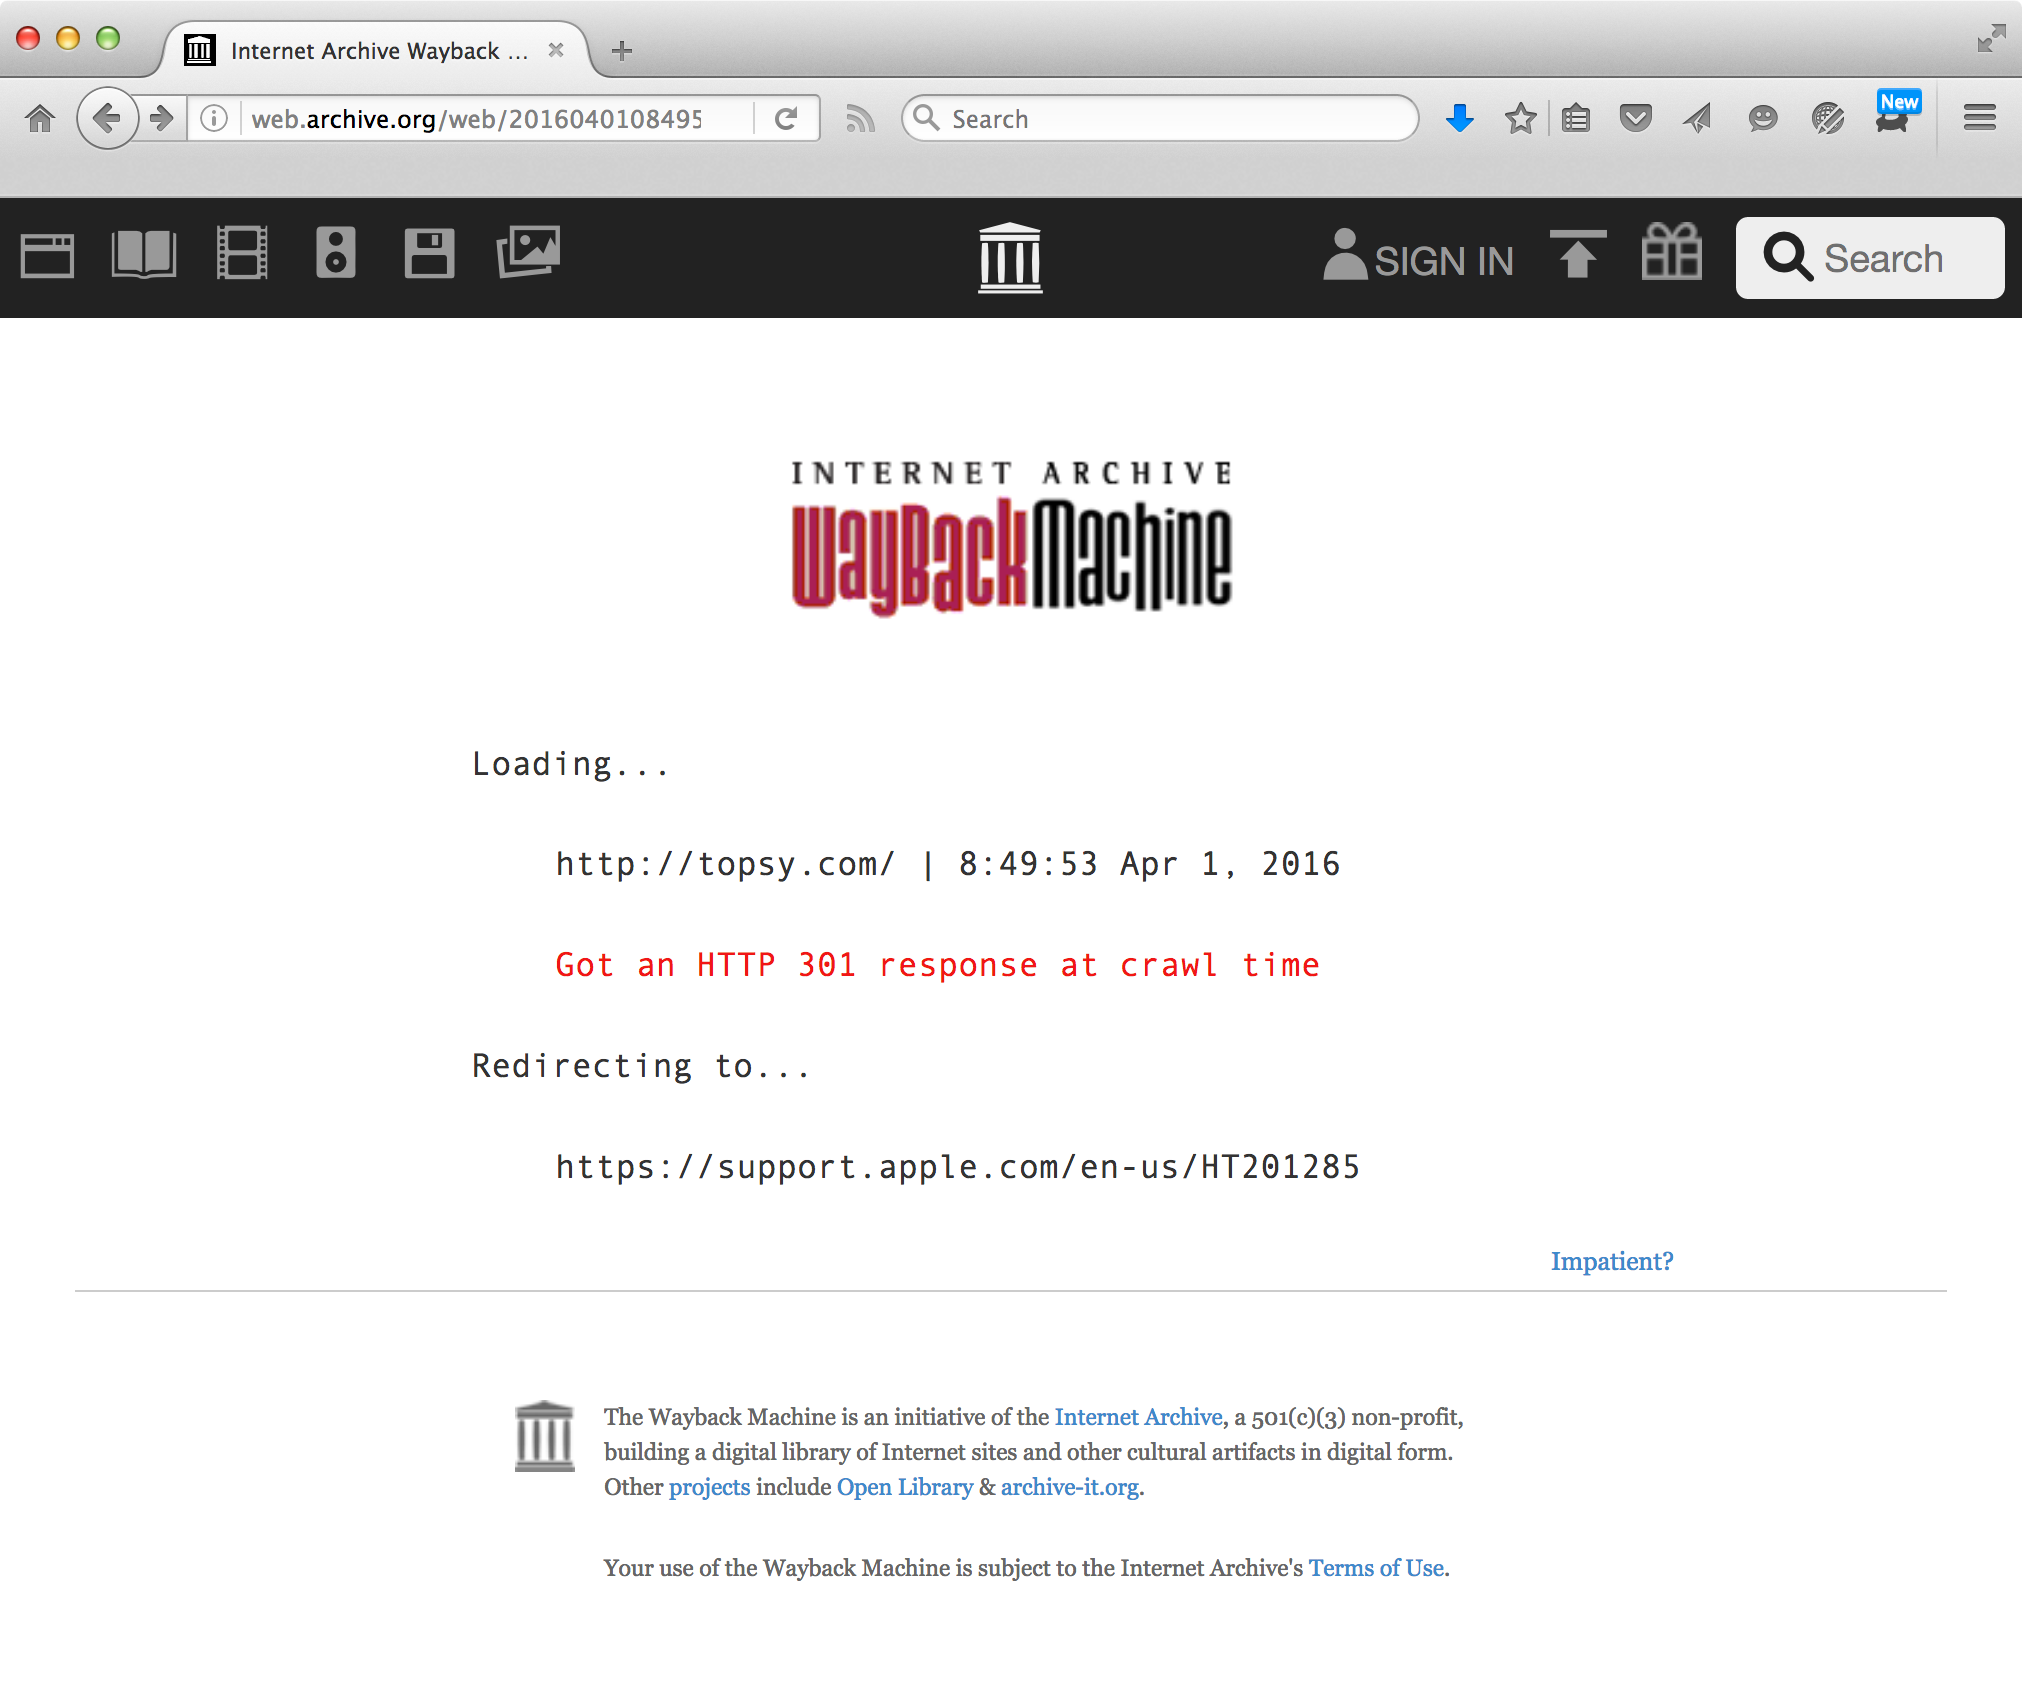 Internet Archive Wayback ...
web.archive.org/web/2016040108495
Search
New
SIGN IN
Search
INTERNET ARCHIVE
WayBackMachine
Loading...
http://topsy.com/ | 8:49:53 Apr 1, 2016
Got an HTTP 301 response at crawl time
Redirecting to...
https://support.apple.com/en-us/HT201285
Impatient?
The Wayback Machine is an initiative of the Internet Archive, a 501(c)(3) non-profit,
building a digital library of Internet sites and other cultural artifacts in digital form.
Other projects include Open Library & archive-it.org.
Your use of the Wayback Machine is subject to the Internet Archive's Terms of Use.